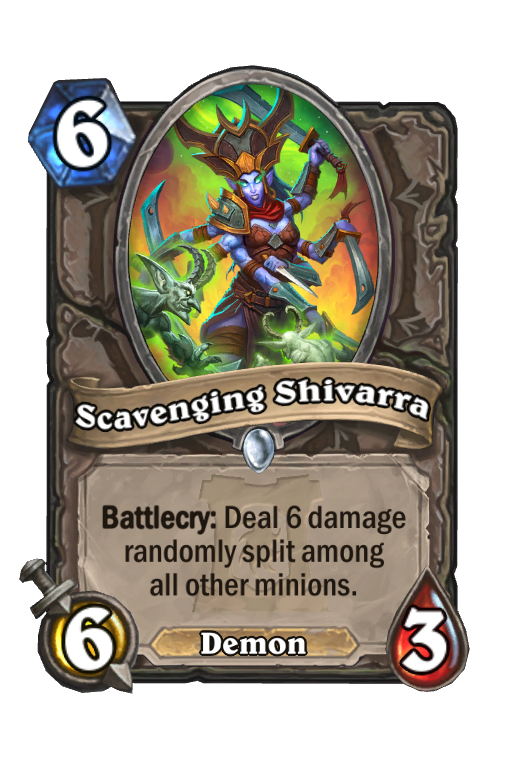 6
Scavenging Shivarra
Battlecry: Deal 6 damage
randomly split among
all other minions.
6
Demon
3